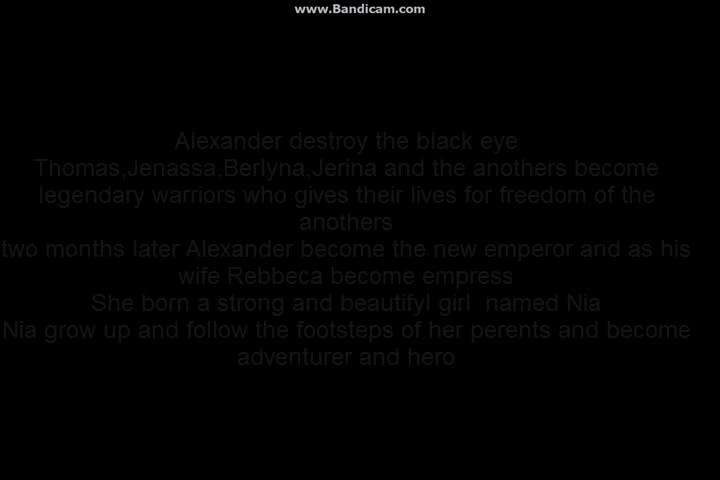 www.Bandicam.com
Alexander destroy the black eye
Thomas,Jenassa,Berlyna,Jerina and the anothers become
legendary warriors who gives their lives for freedom of the
anothers
two months later Alexander become the new emperor and as his
wife Rebbeca become empress
She born a strong and beautifyl girl  named Nia
Nia grow up and follow the footsteps of her perents and become
adventurer and hero